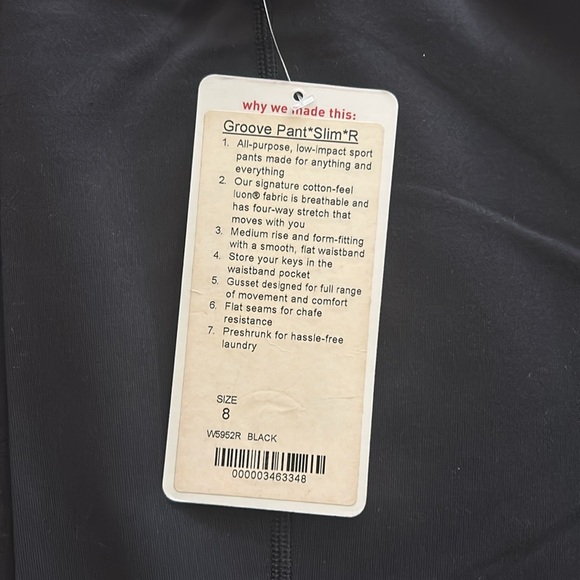 why we made this:
Groove Pant*Slim*R
1. All-purpose, low-impact sport
pants made for anything and
everything
2. Our signature cotton-feel
luon® fabric is breathable and
has four-way stretch that
moves with you
3. Medium rise and form-fitting
with a smooth, flat waistband
4. Store your keys in the
waistband pocket
5. Gusset designed for full range
of movement and comfort
6. Flat seams for chafe
resistance
7. Preshrunk for hassle-free
laundry
SIZE
8
W5952R BLACK
000003463348